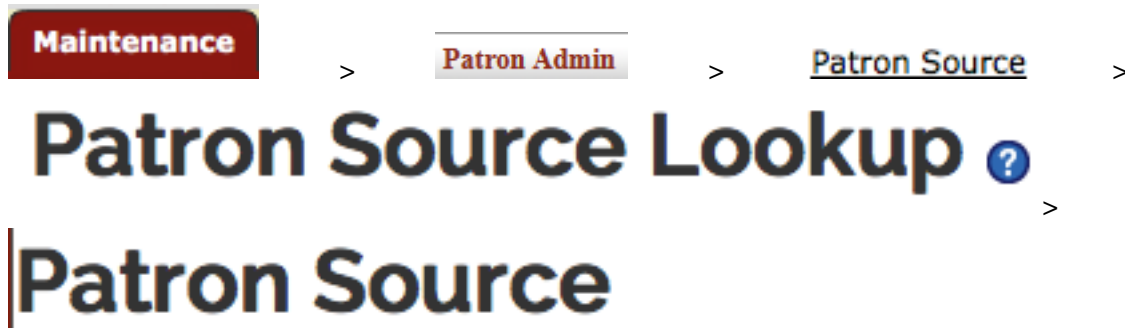 Maintenance > Patron Admin > Patron Source >
Patron Source Lookup ? >
Patron Source